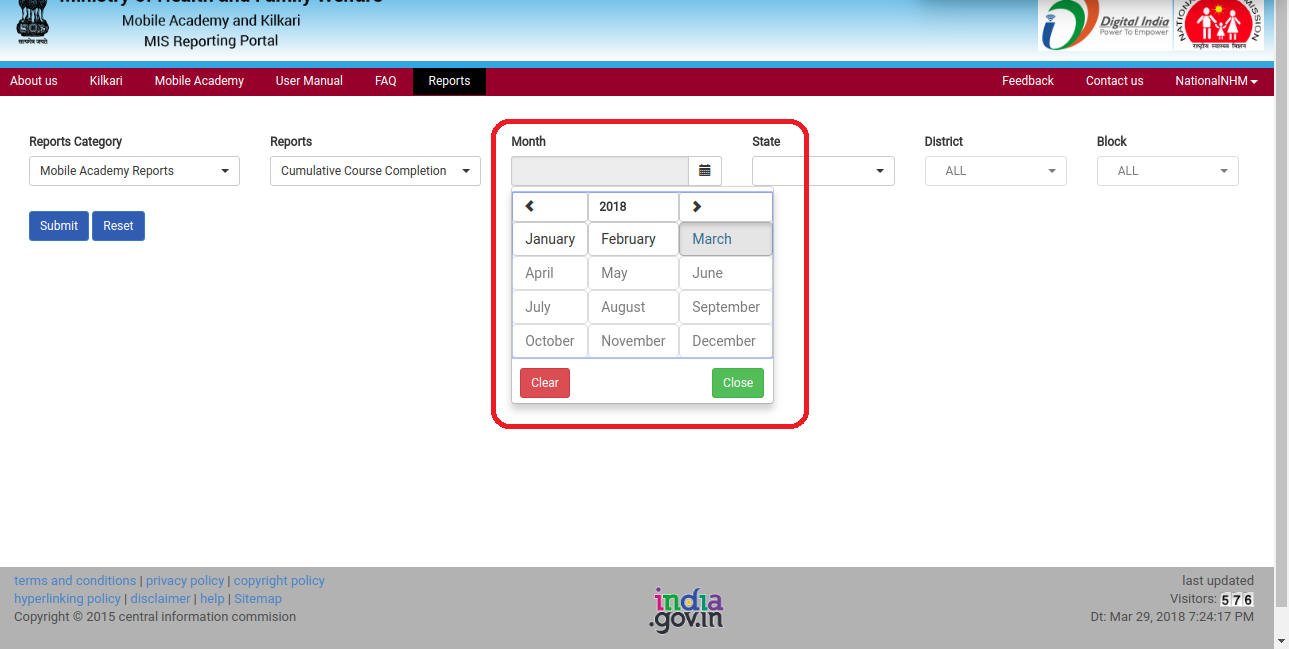 Ministry of Health and Family Welfare
Mobile Academy and Kilkari
MIS Reporting Portal
सत्यमेव जयते
Digital India
Power To Empower
NATIONAL
MISSION
राष्ट्रीय स्वास्थ्य मिशन
About us Kilkari Mobile Academy User Manual FAQ Reports Feedback Contact us NationalNHM
Reports Category Reports Month State District Block
Mobile Academy Reports Cumulative Course Completion ALL ALL
Submit Reset
2018
January February March
April May June
July August September
October November December
Clear Close
terms and conditions | privacy policy | copyright policy
hyperlinking policy | disclaimer | help | Sitemap
Copyright © 2015 central information commision
india
.gov.in
last updated
Visitors: 576
Dt: Mar 29, 2018 7:24:17 PM